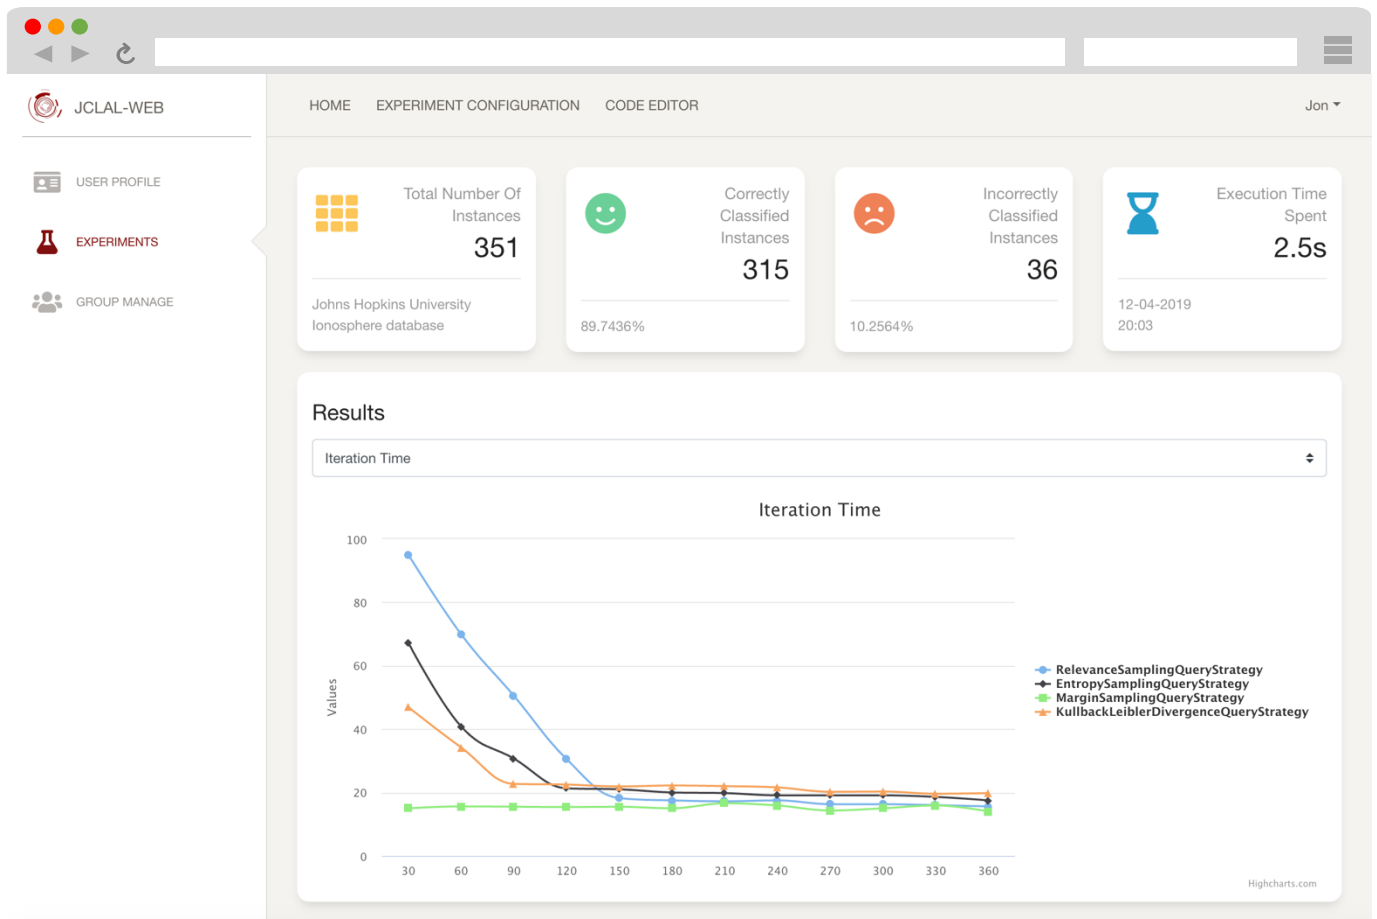 JCLAL-WEB
HOME
EXPERIMENT CONFIGURATION
CODE EDITOR
Jon
USER PROFILE
EXPERIMENTS
GROUP MANAGE
Total Number Of
Instances
351
Johns Hopkins University
Ionosphere database
Correctly
Classified
Instances
315
89.7436%
Incorrectly
Classified
Instances
36
10.2564%
Execution Time
Spent
2.5s
12-04-2019
20:03
Results
Iteration Time
Iteration Time
Values
100
80
60
40
20
0
30 60 90 120 150 180 210 240 270 300 330 360
RelevanceSamplingQueryStrategy
EntropySamplingQueryStrategy
MarginSamplingQueryStrategy
KullbackLeiblerDivergenceQueryStrategy
Highcharts.com